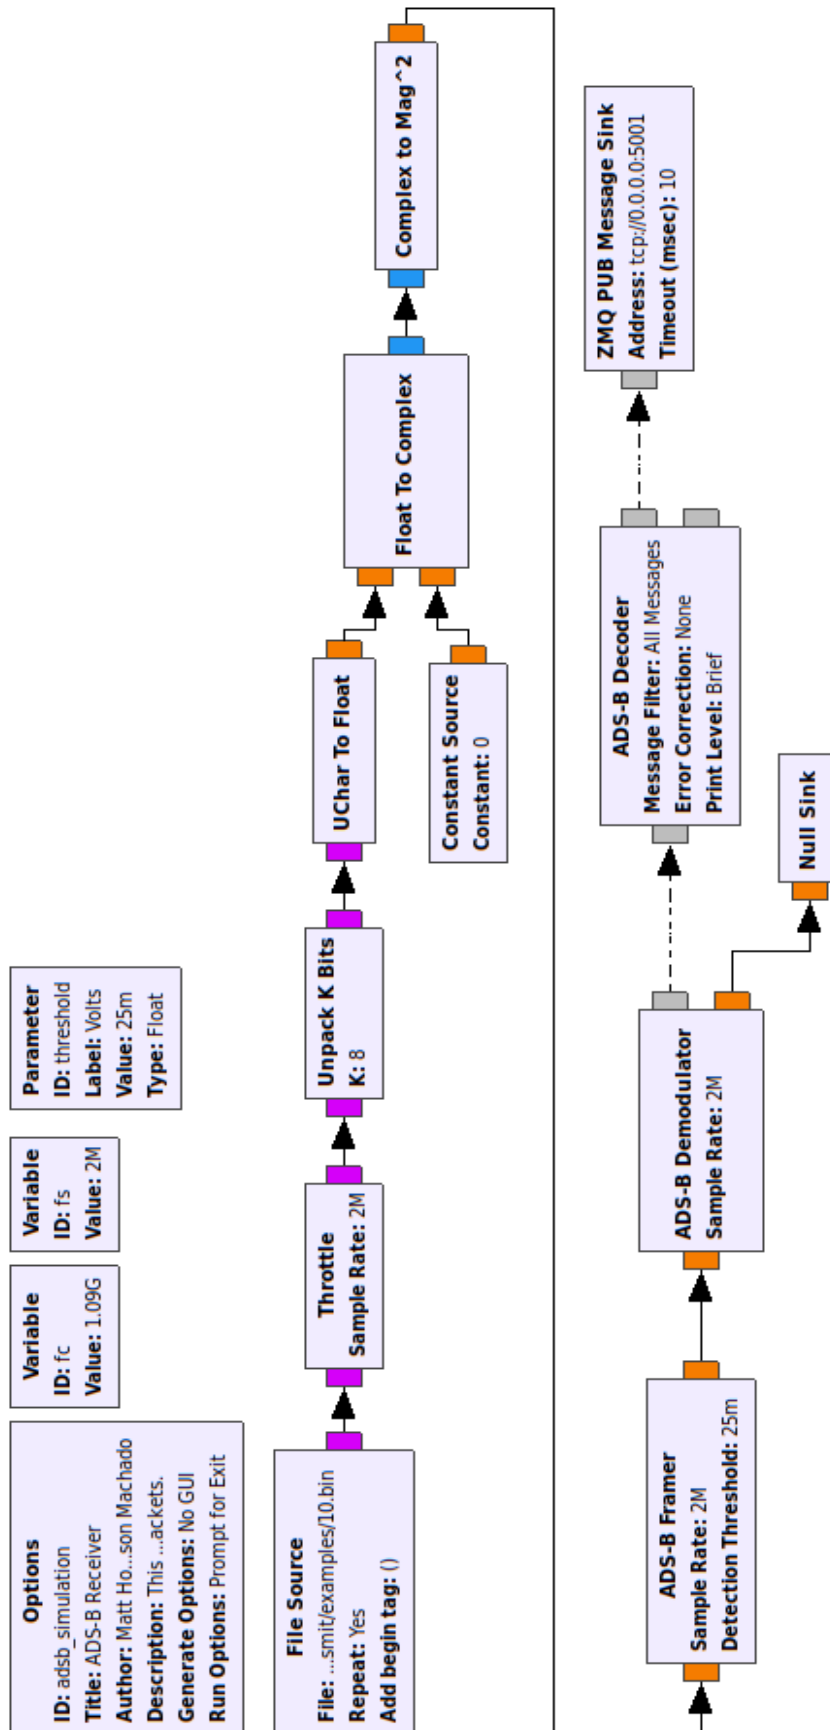 Options
ID: adsb_simulation
Title: ADS-B Receiver
Author: Matt Ho...son Machado
Description: This ...ackets.
Generate Options: No GUI
Run Options: Prompt for Exit
Variable
ID: fc
Value: 1.09G
Variable
ID: fs
Value: 2M
Parameter
ID: threshold
Label: Volts
Value: 25m
Type: Float
File Source
File: ...smit/examples/10.bin
Repeat: Yes
Add begin tag: ()
Throttle
Sample Rate: 2M
Unpack K Bits
K: 8
UChar To Float
Constant Source
Constant: 0
Float To Complex
Complex to Mag^2
ADS-B Framer
Sample Rate: 2M
Detection Threshold: 25m
ADS-B Demodulator
Sample Rate: 2M
ADS-B Decoder
Message Filter: All Messages
Error Correction: None
Print Level: Brief
Null Sink
ZMQ PUB Message Sink
Address: tcp://0.0.0.0:5001
Timeout (msec): 10